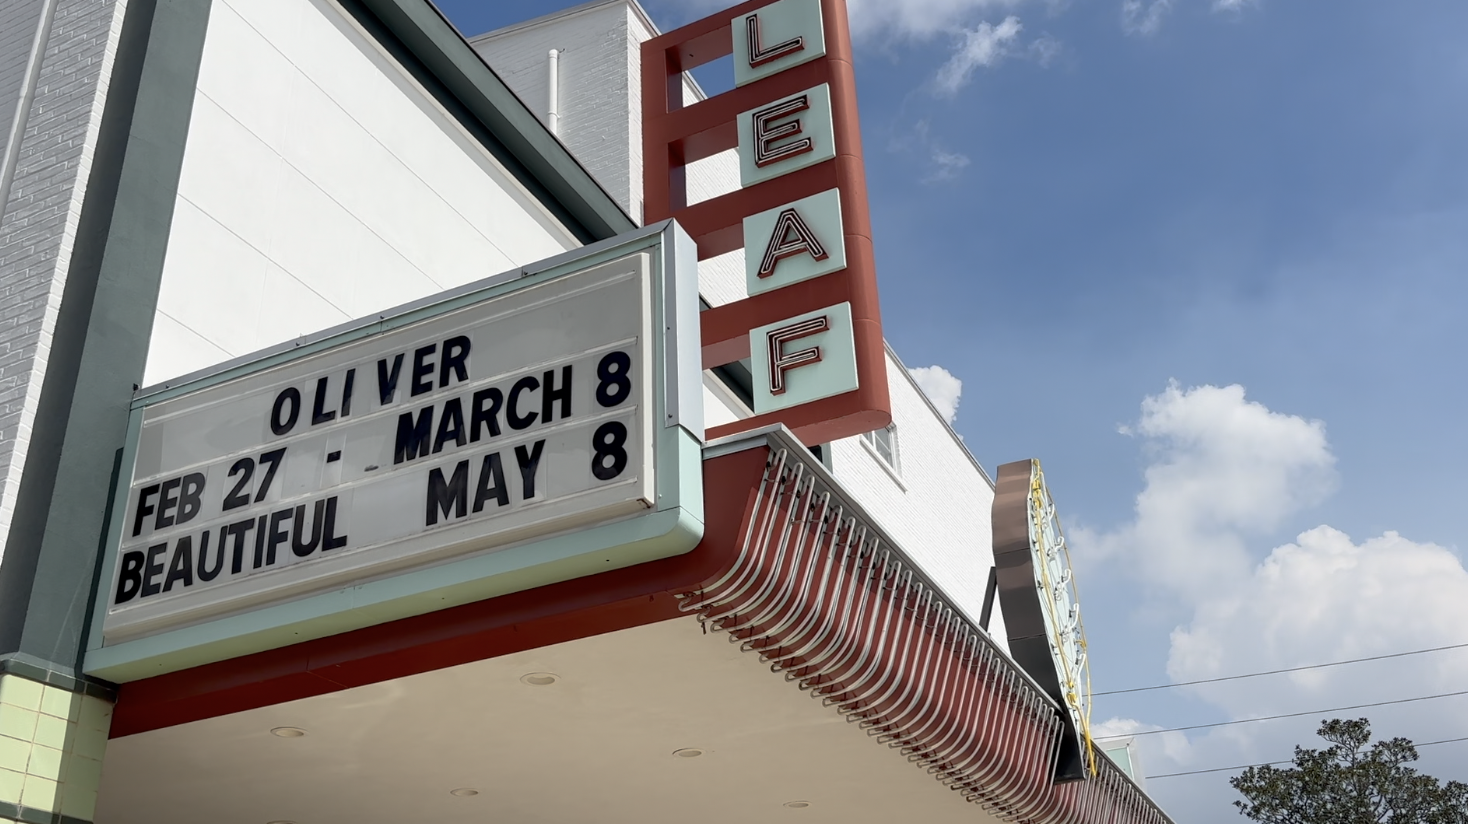 LEAF
OLIVER
FEB 27 - MARCH 8
BEAUTIFUL MAY 8